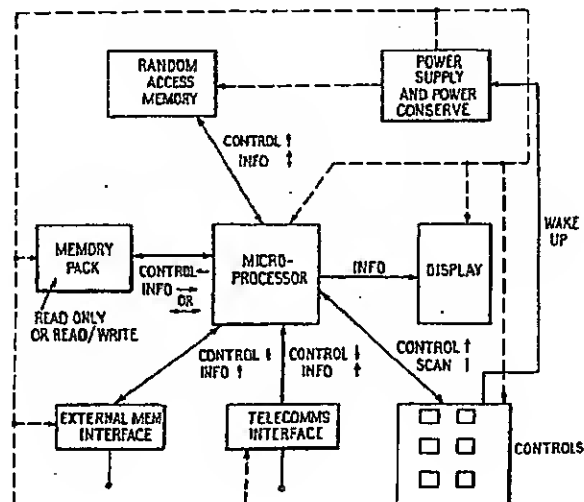 RANDOM
ACCESS
MEMORY
POWER
SUPPLY
AND POWER
CONSERVE
CONTROL ↑
INFO ↕
WAKE
UP
MEMORY
PACK
CONTROL ←
INFO →
OR ↔
MICRO-
PROCESSOR
INFO
DISPLAY
READ ONLY
OR READ/WRITE
CONTROL ↓
INFO ↑
CONTROL ↓
INFO ↑
CONTROL ↑
SCAN ↓
EXTERNAL MEM
INTERFACE
TELECOMMS
INTERFACE
CONTROLS